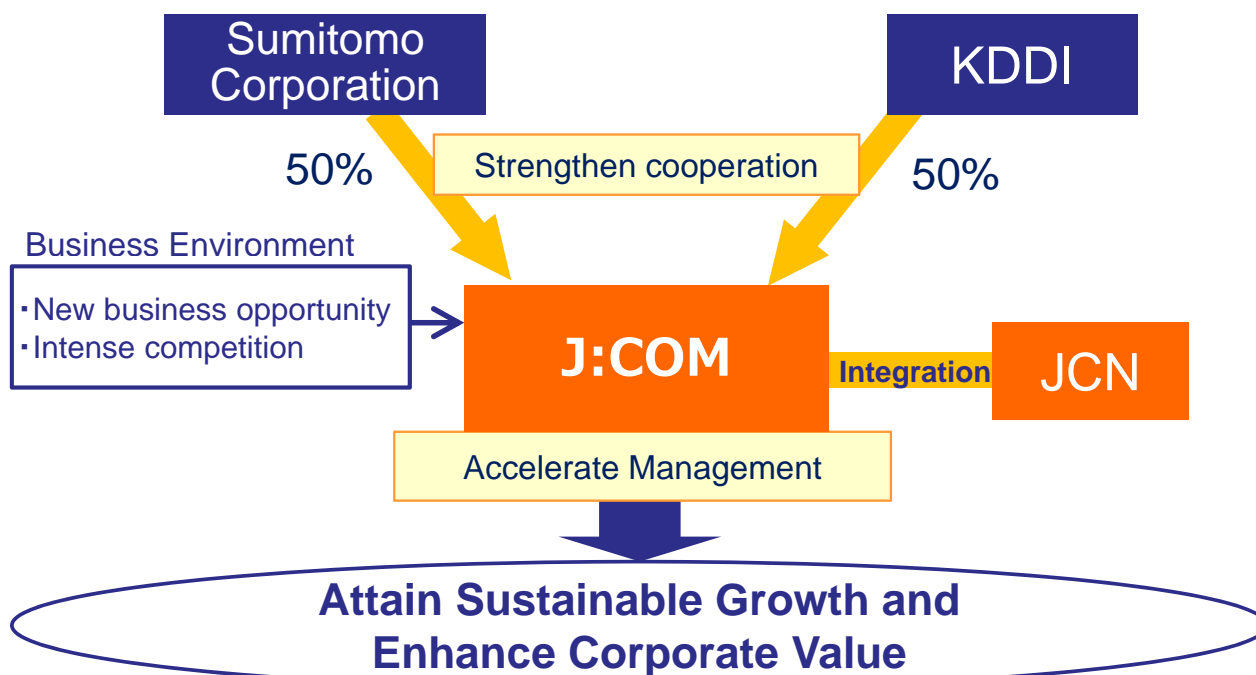 Sumitomo
Corporation
KDDI
50%
Strengthen cooperation
50%
Business Environment
・New business opportunity
・Intense competition
J:COM
Integration
JCN
Accelerate Management
Attain Sustainable Growth and
Enhance Corporate Value